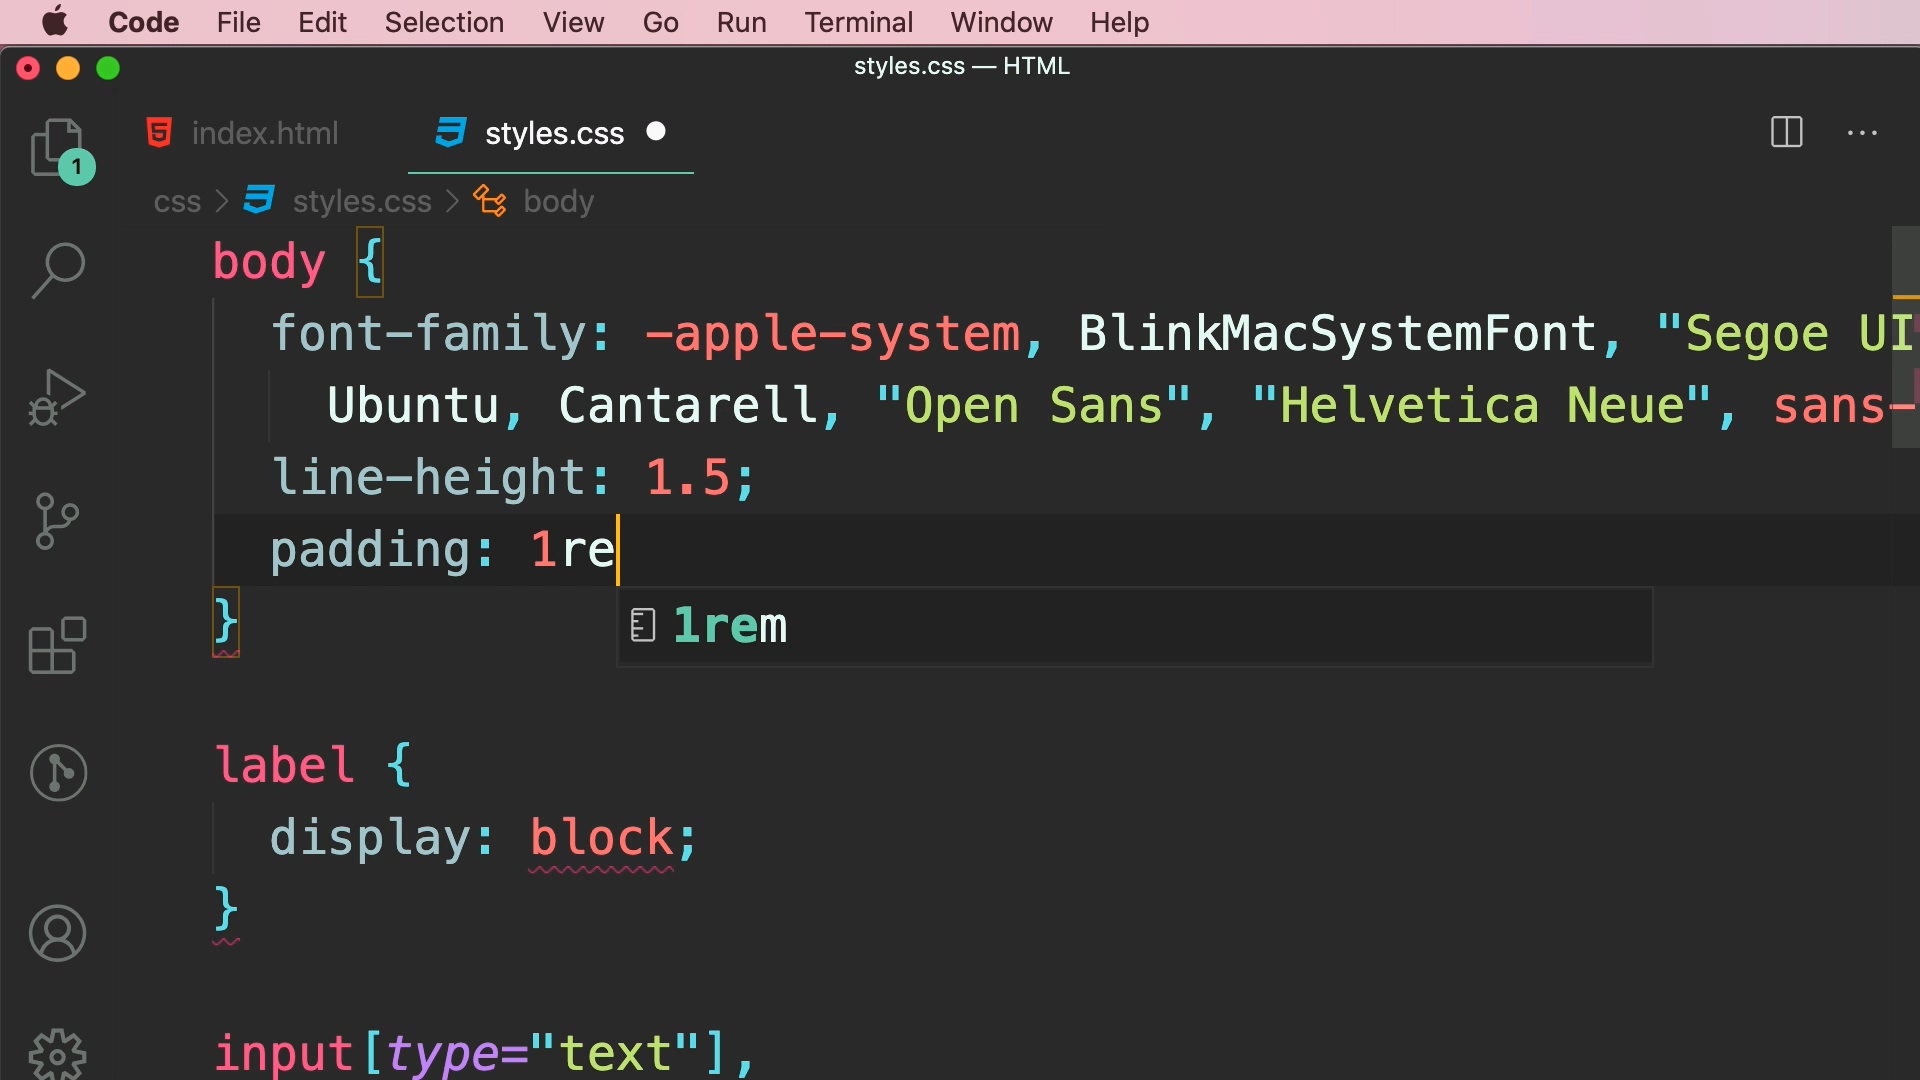 Code File Edit Selection View Go Run Terminal Window Help
styles.css — HTML
index.html styles.css
1
css > styles.css > body
body {
font-family: -apple-system, BlinkMacSystemFont, "Segoe UI
Ubuntu, Cantarell, "Open Sans", "Helvetica Neue", sans-
line-height: 1.5;
padding: 1re
}
1rem
label {
display: block;
}
input[type="text"],